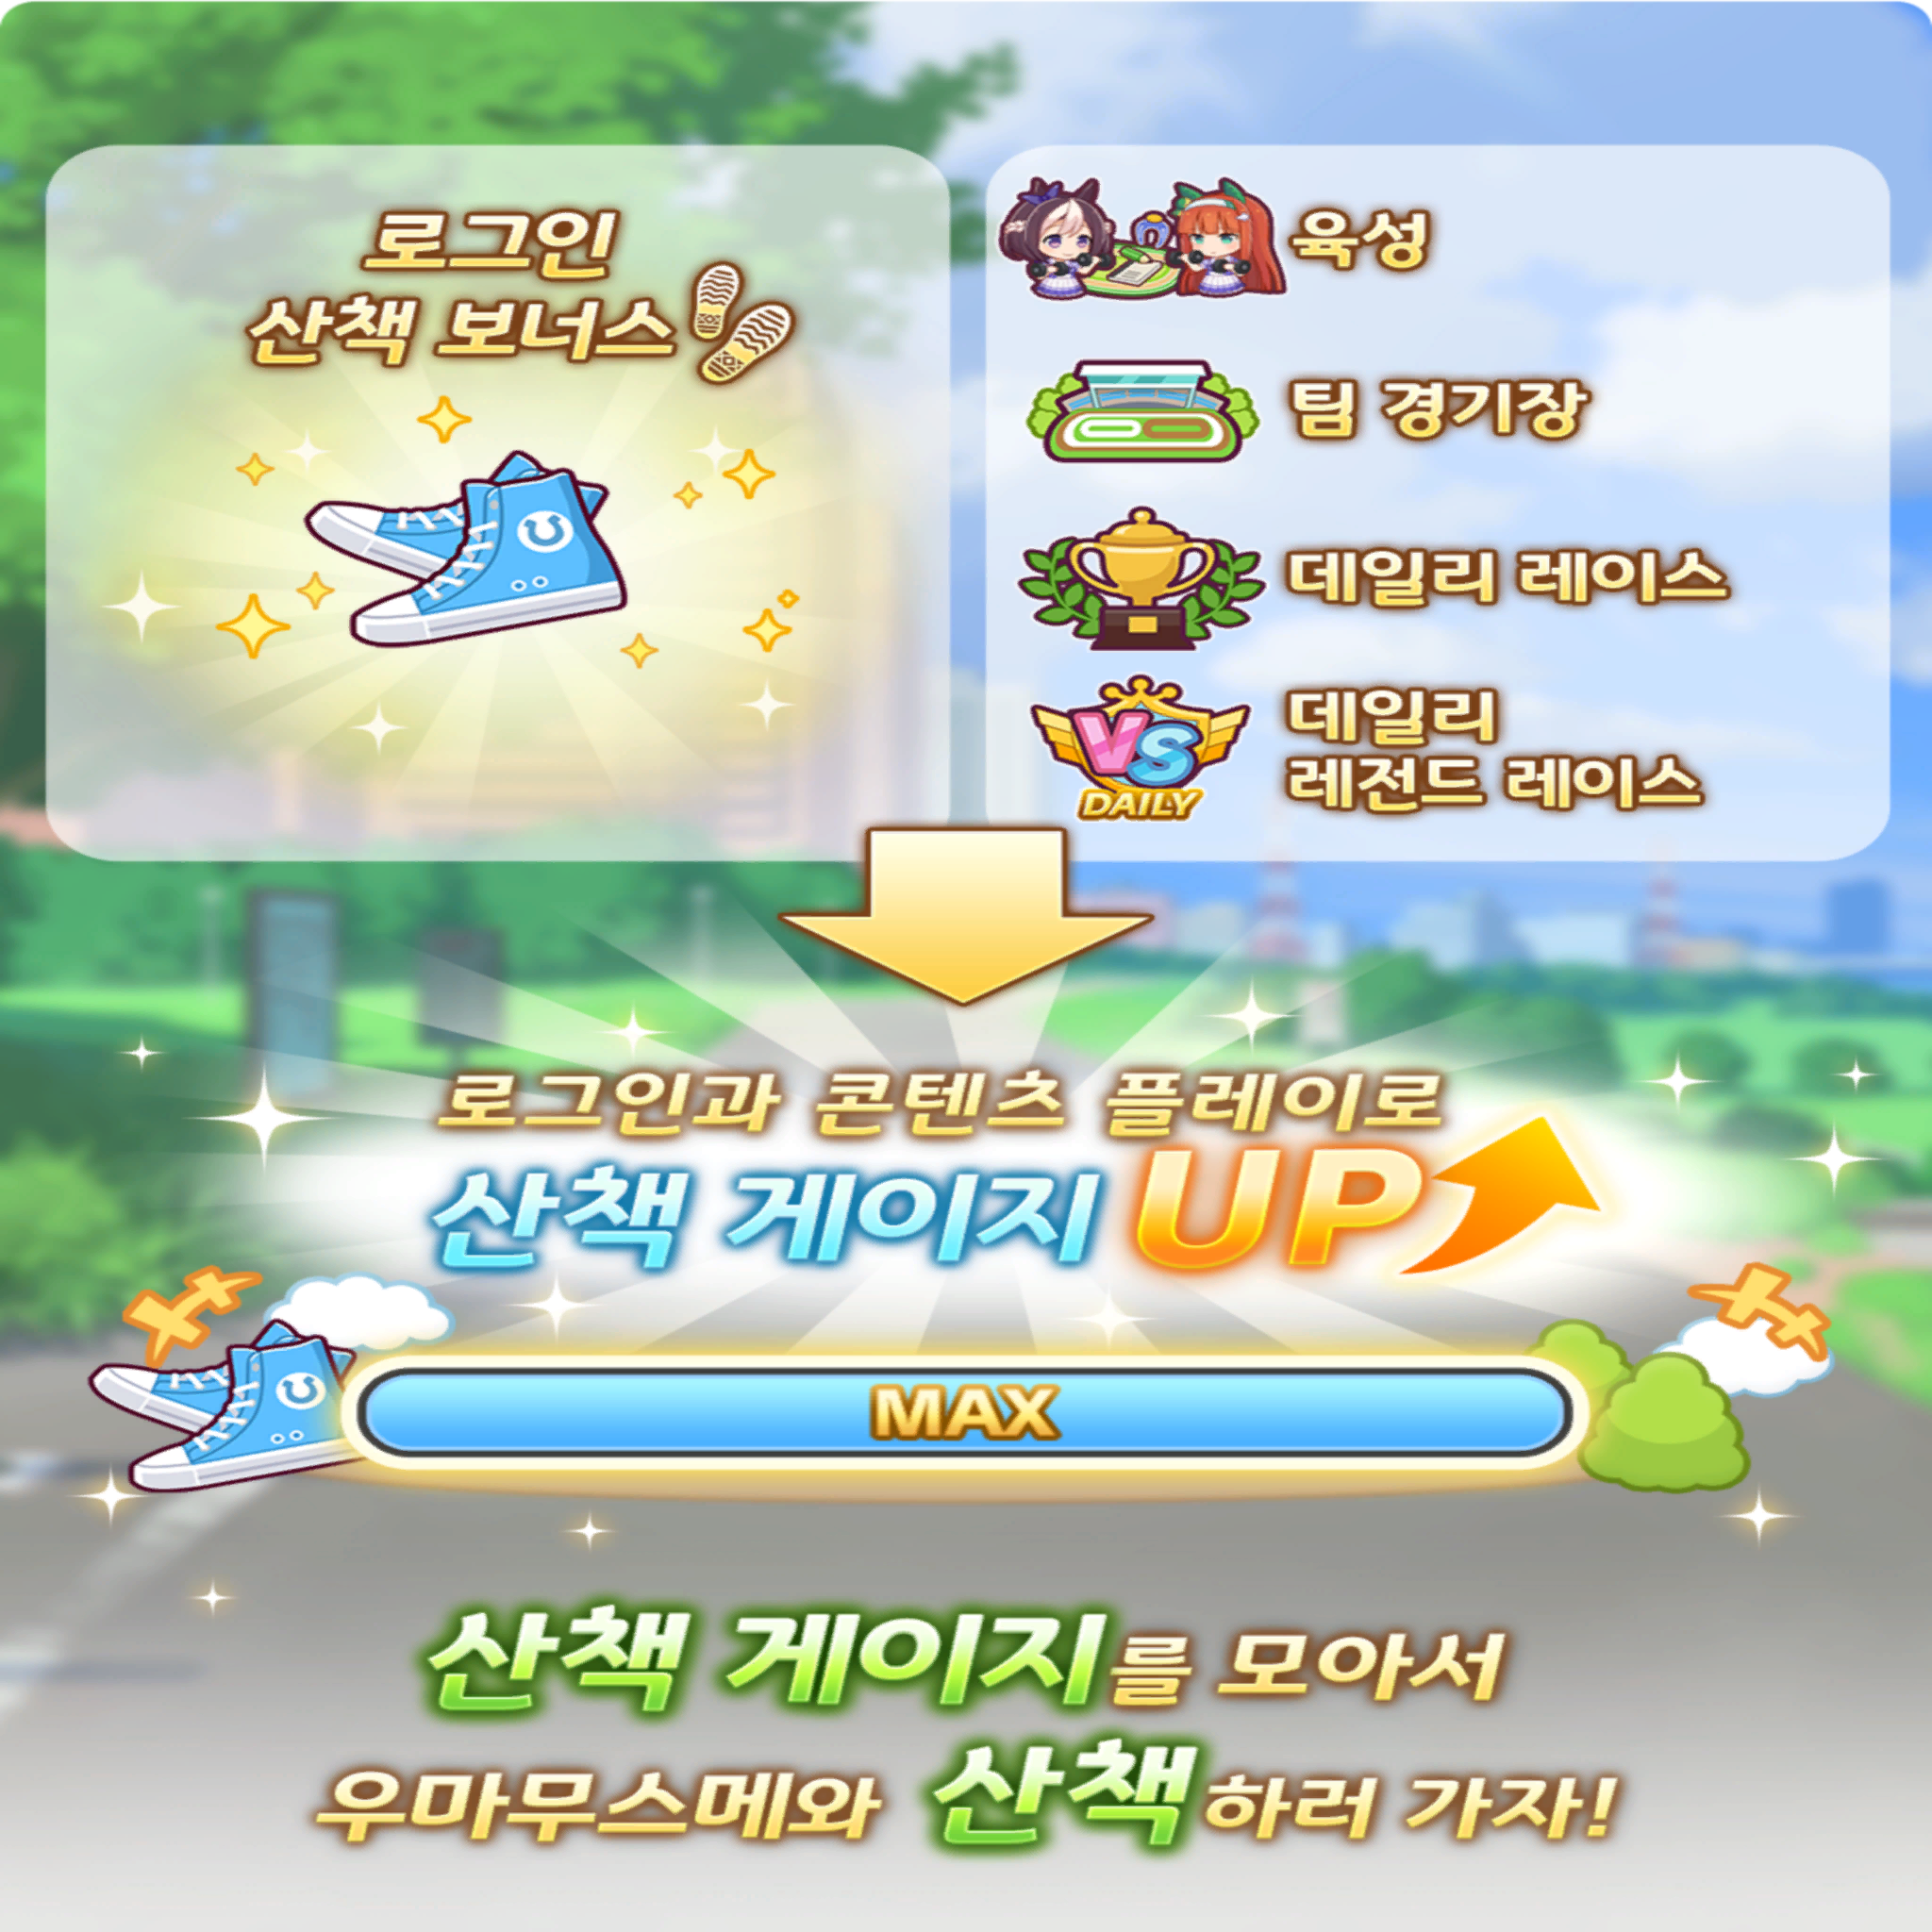 로그인
산책 보너스
육성
팀 경기장
데일리 레이스
VS
DAILY
데일리
레전드 레이스
로그인과 콘텐츠 플레이로
산책 게이지 UP
MAX
산책 게이지를 모아서
우마무스메와 산책하러 가자!